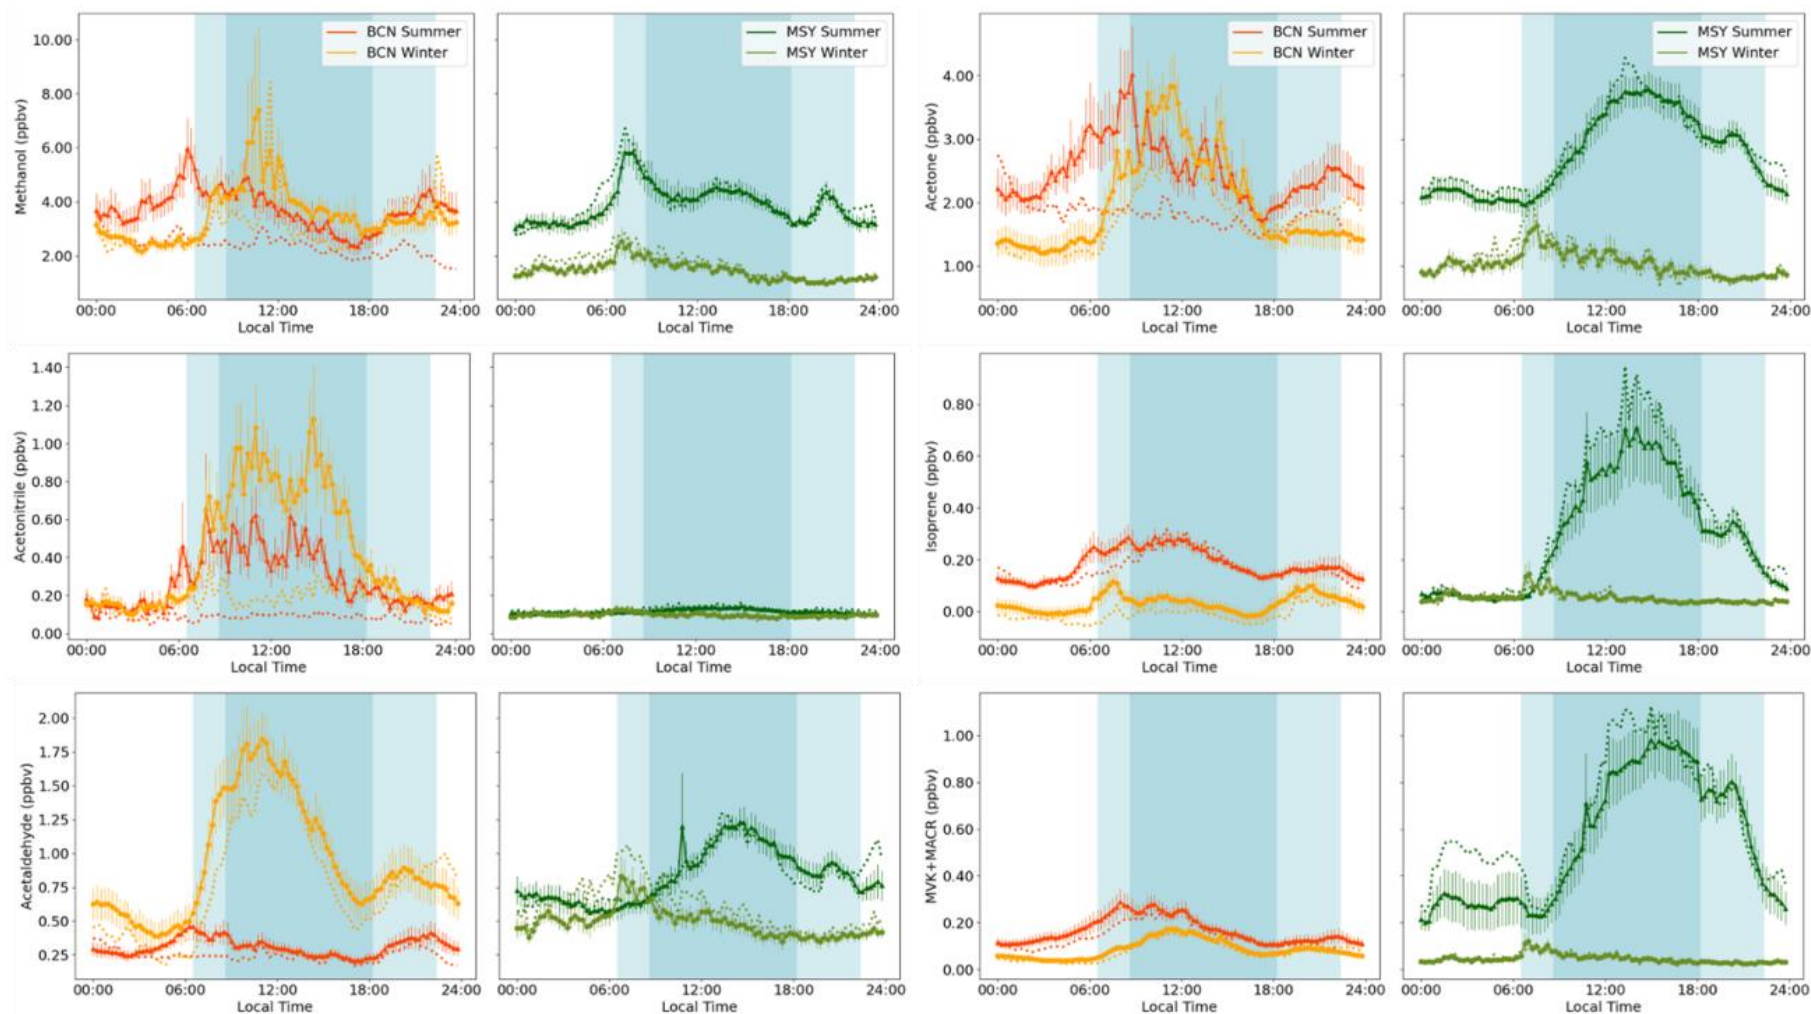 10.00
8.00
6.00
4.00
2.00
Methanol (ppbv)
BCN Summer
BCN Winter
00:00 06:00 12:00 18:00 24:00
Local Time
MSY Summer
MSY Winter
00:00 06:00 12:00 18:00 24:00
Local Time
4.00
3.00
2.00
1.00
Acetone (ppbv)
BCN Summer
BCN Winter
00:00 06:00 12:00 18:00 24:00
Local Time
MSY Summer
MSY Winter
00:00 06:00 12:00 18:00 24:00
Local Time
1.40
1.20
1.00
0.80
0.60
0.40
0.20
0.00
Acetonitrile (ppbv)
00:00 06:00 12:00 18:00 24:00
Local Time
00:00 06:00 12:00 18:00 24:00
Local Time
0.80
0.60
0.40
0.20
0.00
Isoprene (ppbv)
00:00 06:00 12:00 18:00 24:00
Local Time
00:00 06:00 12:00 18:00 24:00
Local Time
2.00
1.75
1.50
1.25
1.00
0.75
0.50
0.25
Acetaldehyde (ppbv)
00:00 06:00 12:00 18:00 24:00
Local Time
00:00 06:00 12:00 18:00 24:00
Local Time
1.00
0.80
0.60
0.40
0.20
0.00
MVK+MACR (ppbv)
00:00 06:00 12:00 18:00 24:00
Local Time
00:00 06:00 12:00 18:00 24:00
Local Time